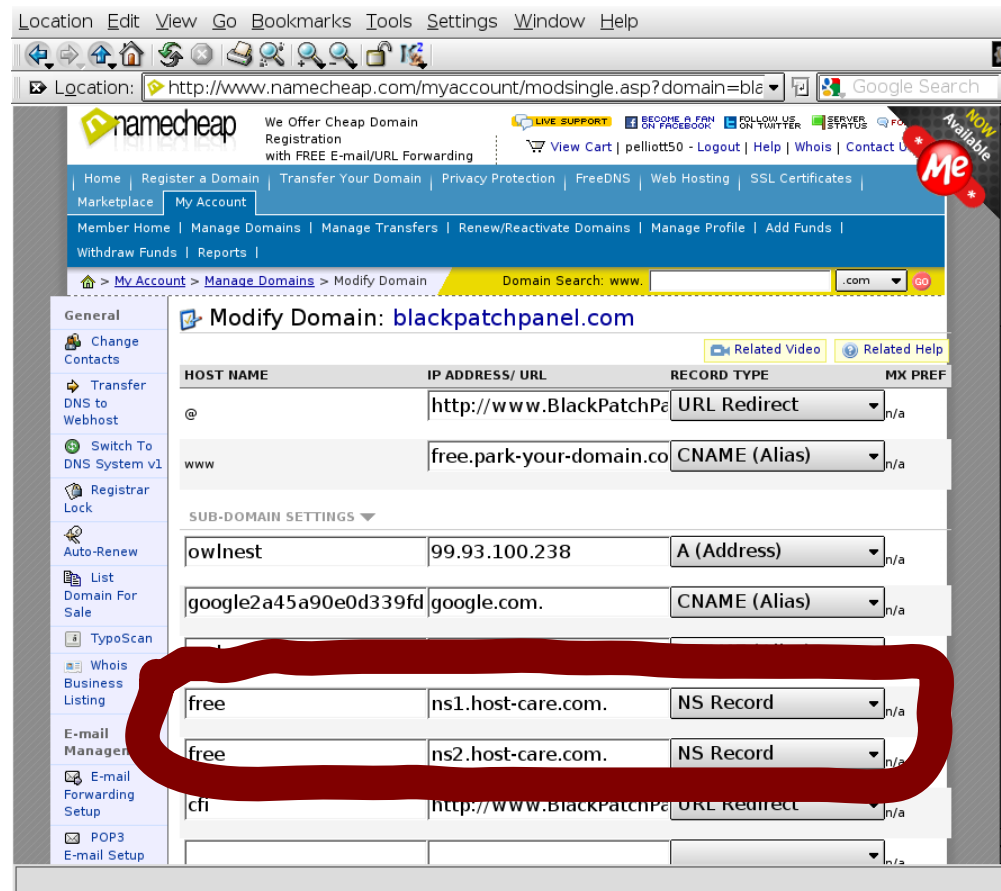 Location Edit View Go Bookmarks Tools Settings Window Help
Location: http://www.namecheap.com/myaccount/modsingle.asp?domain=bla Google Search
namecheap
We Offer Cheap Domain
Registration
with FREE E-mail/URL Forwarding
LIVE SUPPORT BECOME A FAN ON FACEBOOK FOLLOW US ON TWITTER SERVER STATUS
View Cart | pelliott50 - Logout | Help | Whois | Contact
NOW
Available
Me
Home | Register a Domain | Transfer Your Domain | Privacy Protection | FreeDNS | Web Hosting | SSL Certificates |
Marketplace My Account
Member Home | Manage Domains | Manage Transfers | Renew/Reactivate Domains | Manage Profile | Add Funds |
Withdraw Funds | Reports |
> My Account > Manage Domains > Modify Domain Domain Search: www. .com GO
General
Change
Contacts
Transfer
DNS to
Webhost
Switch To
DNS System v1
Registrar
Lock
Auto-Renew
List
Domain For
Sale
TypoScan
Whois
Business
Listing
E-mail
E-mail
Forwarding
Setup
POP3
E-mail Setup
Modify Domain: blackpatchpanel.com
Related Video Related Help
HOST NAME IP ADDRESS/ URL RECORD TYPE MX PREF
@ http://www.BlackPatchPa URL Redirect n/a
www free.park-your-domain.co CNAME (Alias) n/a
SUB-DOMAIN SETTINGS
owlnest 99.93.100.238 A (Address) n/a
google2a45a90e0d339fd google.com. CNAME (Alias) n/a
free ns1.host-care.com. NS Record n/a
free ns2.host-care.com. NS Record n/a
cfi http://www.BlackPatchPa URL Redirect n/a
n/a